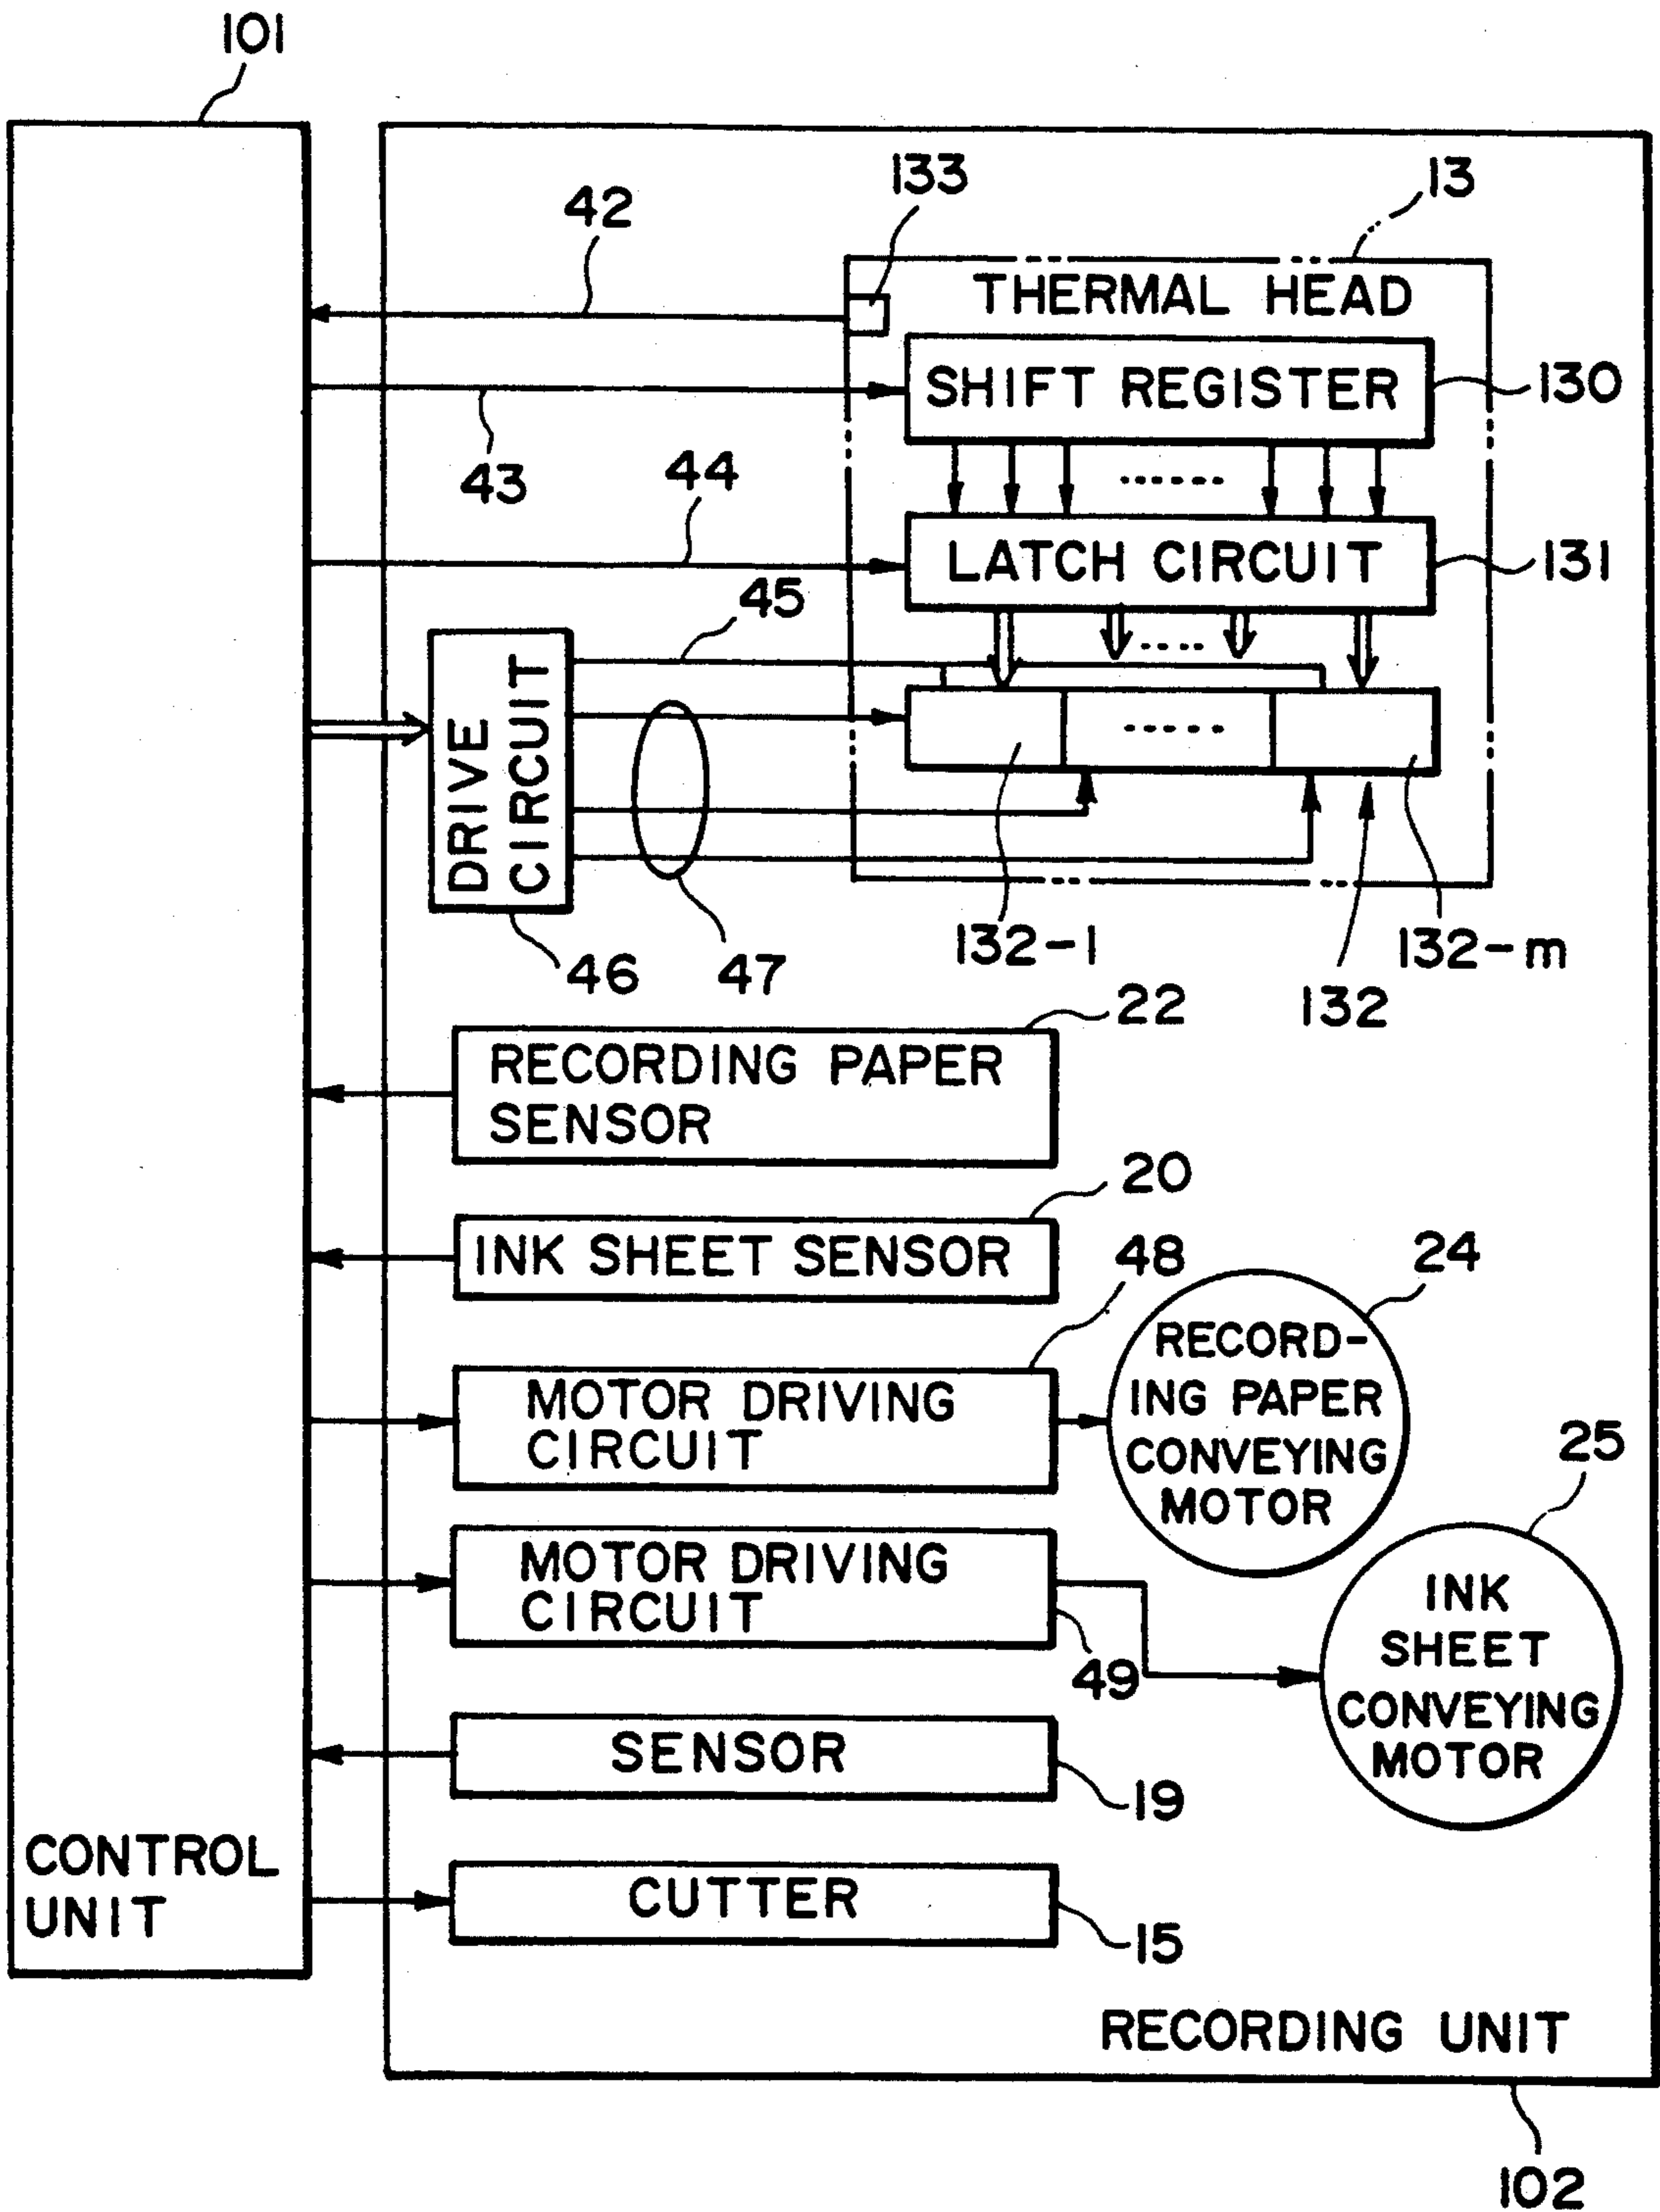 101
133
13
42
THERMAL HEAD
SHIFT REGISTER
130
43
44
LATCH CIRCUIT
131
45
DRIVE
CIRCUIT
132-1
132-m
46
47
132
22
RECORDING PAPER
SENSOR
20
INK SHEET SENSOR
48
24
RECORD-
ING PAPER
CONVEYING
MOTOR
MOTOR DRIVING
CIRCUIT
25
MOTOR DRIVING
CIRCUIT
49
INK
SHEET
CONVEYING
MOTOR
SENSOR
19
CONTROL
UNIT
CUTTER
15
RECORDING UNIT
102